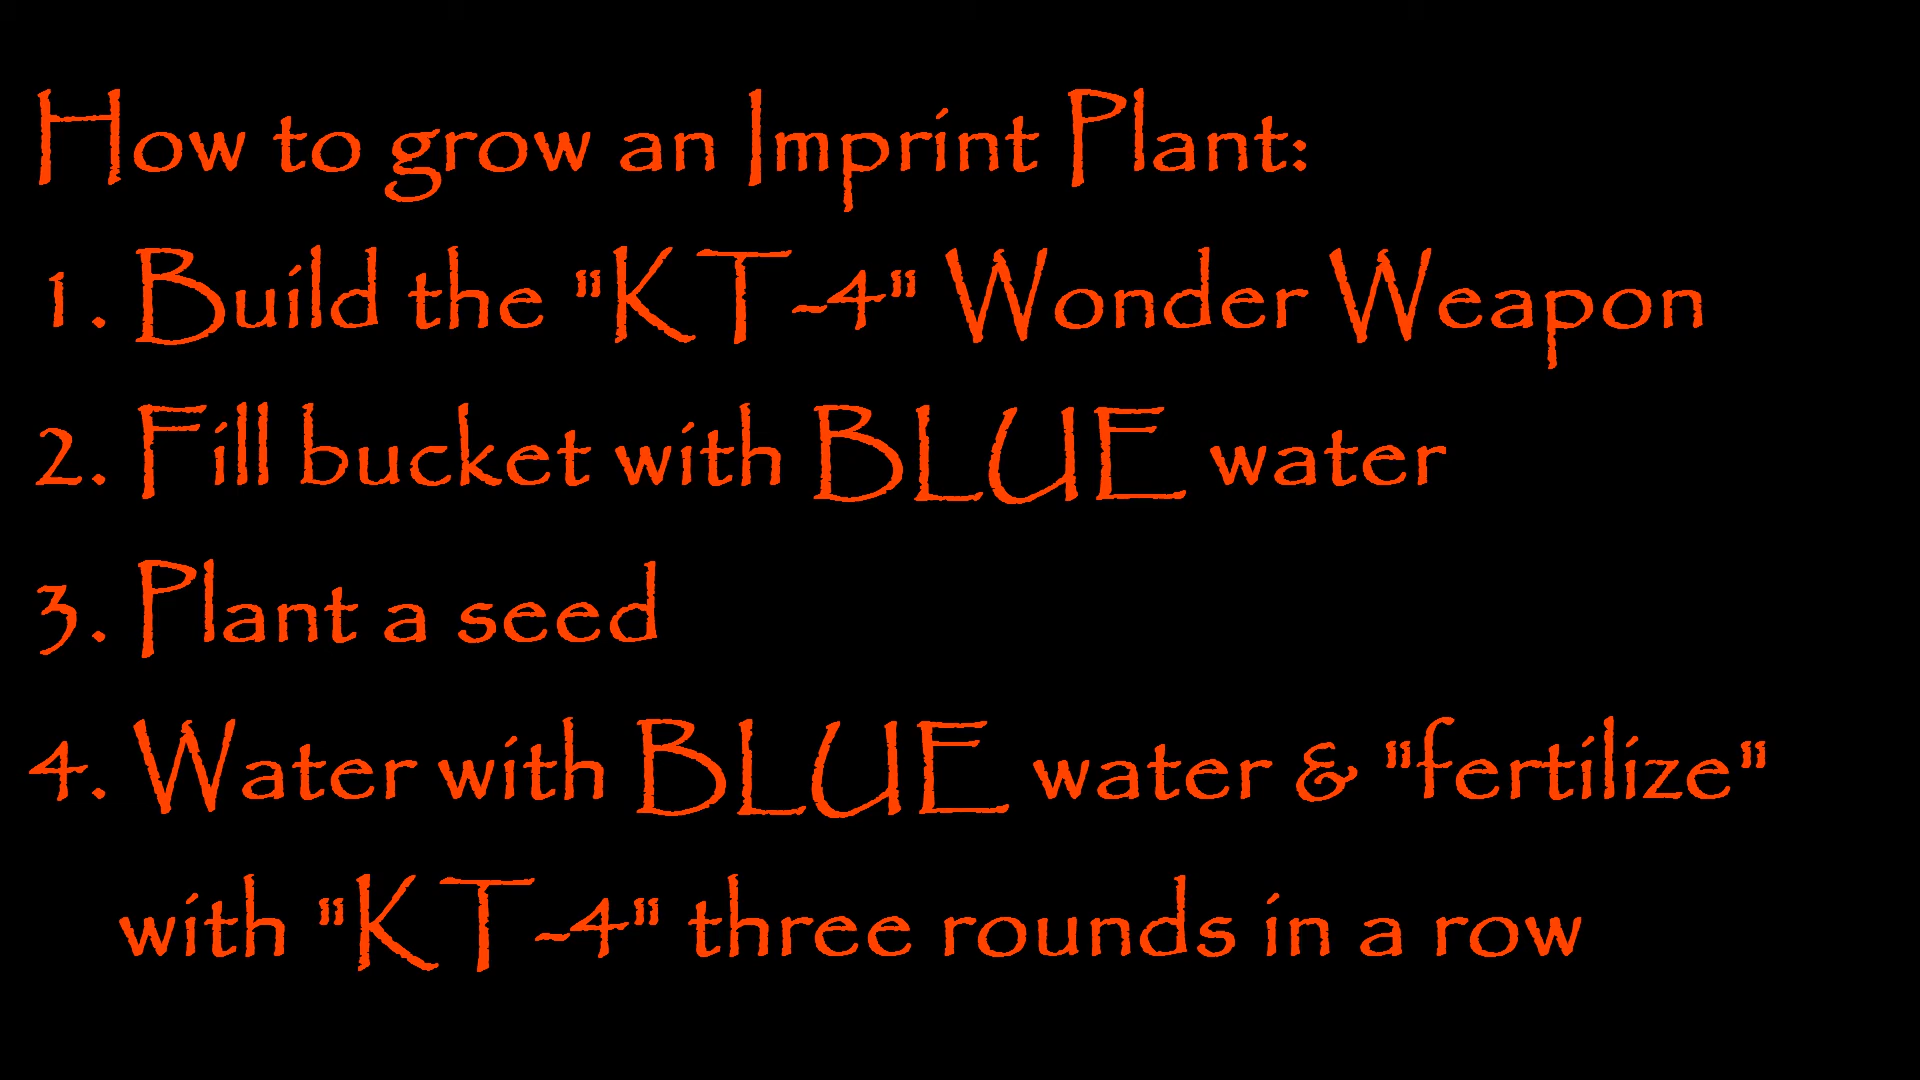 How to grow an Imprint Plant:
1. Build the "KT-4" Wonder Weapon
2. Fill bucket with BLUE water
3. Plant a seed
4. Water with BLUE water & "fertilize"
with "KT-4" three rounds in a row